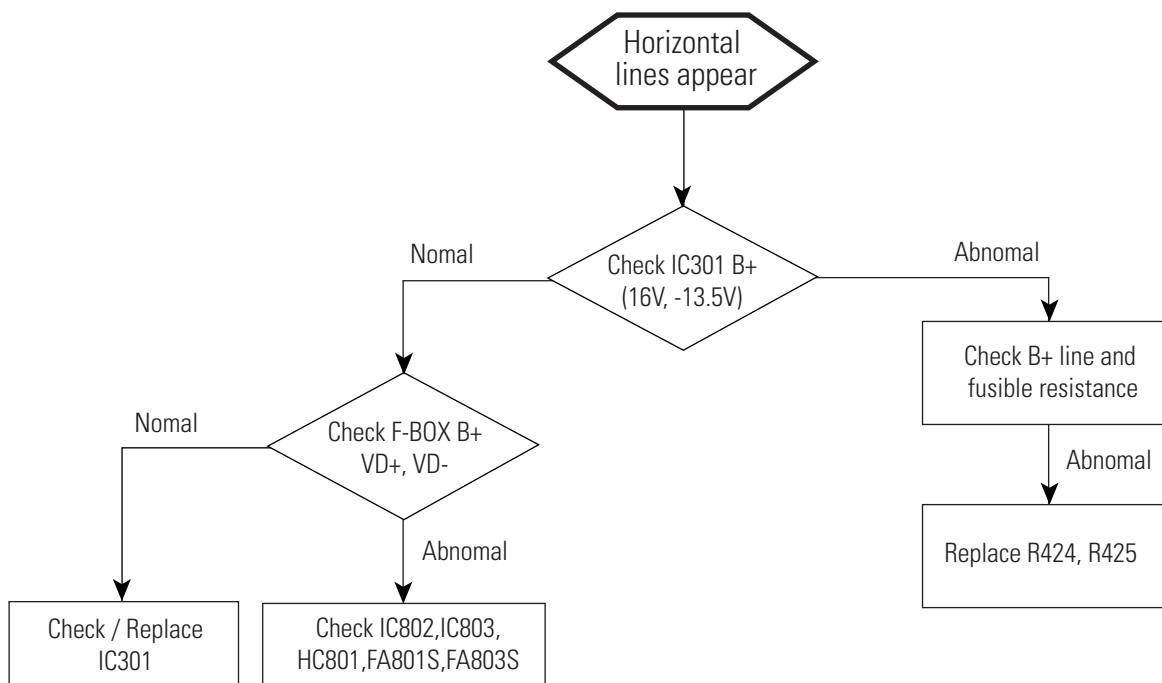 Horizontal
lines appear
Nomal
Check IC301 B+
(16V, -13.5V)
Abnomal
Check B+ line and
fusible resistance
Nomal
Check F-BOX B+
VD+, VD-
Abnomal
Abnomal
Replace R424, R425
Check / Replace
IC301
Check IC802,IC803,
HC801,FA801S,FA803S